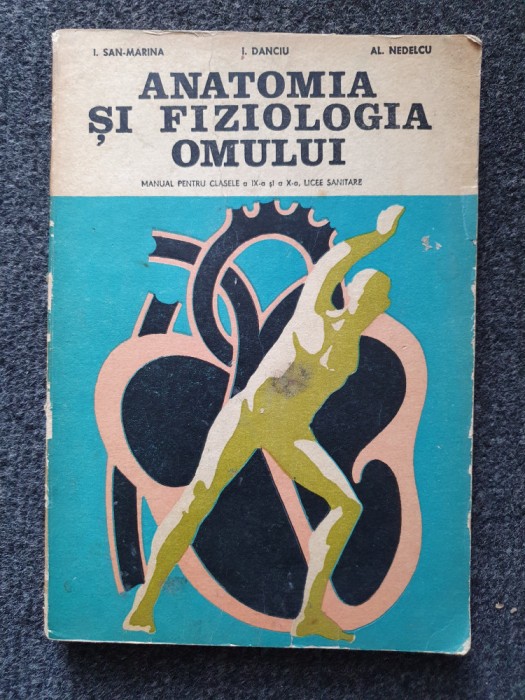 I. SAN-MARINA I. DANCIU AL. NEDELCU
ANATOMIA
ȘI FIZIOLOGIA
OMULUI
MANUAL PENTRU CLASELE a IX-a și a X-a, LICEE SANITARE